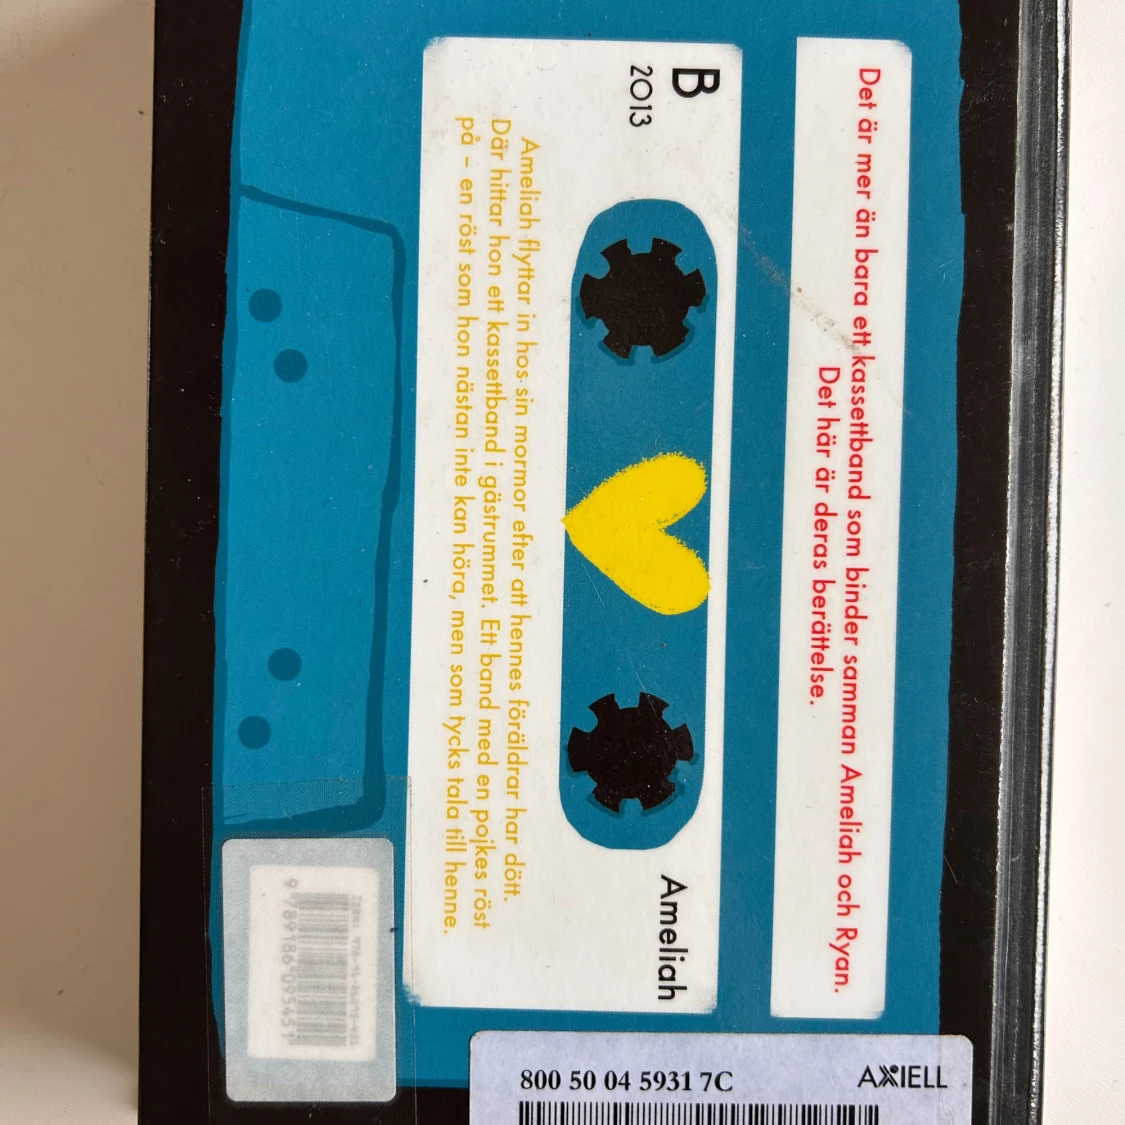 Det är mer än bara ett kassettband som binder samman Ameliah och Ryan.
Det här är deras berättelse.
B
2013
Ameliah
Ameliah flyttar in hos sin mormor efter att hennes föräldrar har dött.
Där hittar hon ett kassettband i gästrummet. Ett band med en pojkes röst
på – en röst som hon nästan inte kan höra, men som tycks tala till henne.
9789186095451
800 50 04 5931 7C
AXIELL